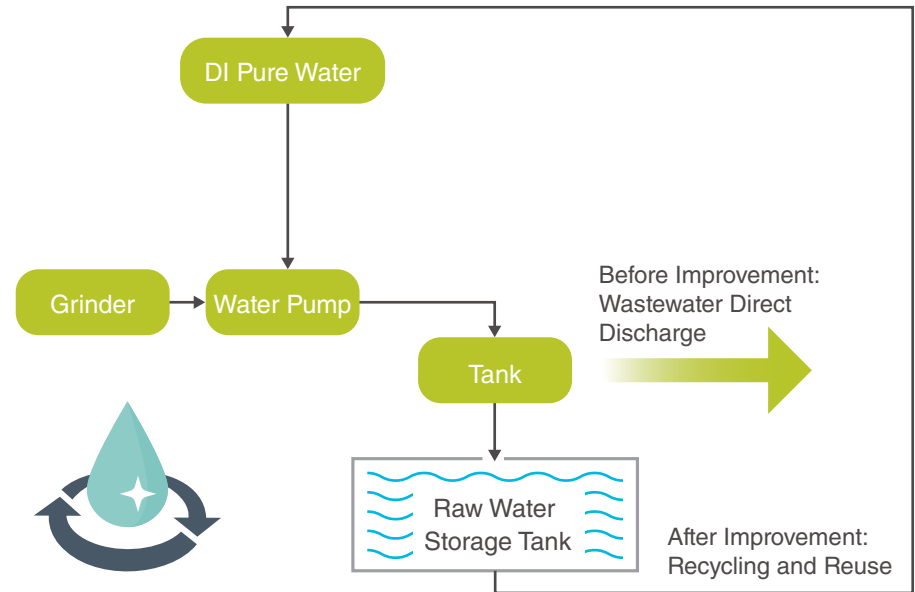 DI Pure Water
Grinder
Water Pump
Before Improvement:
Wastewater Direct
Discharge
Tank
Raw Water
Storage Tank
After Improvement:
Recycling and Reuse